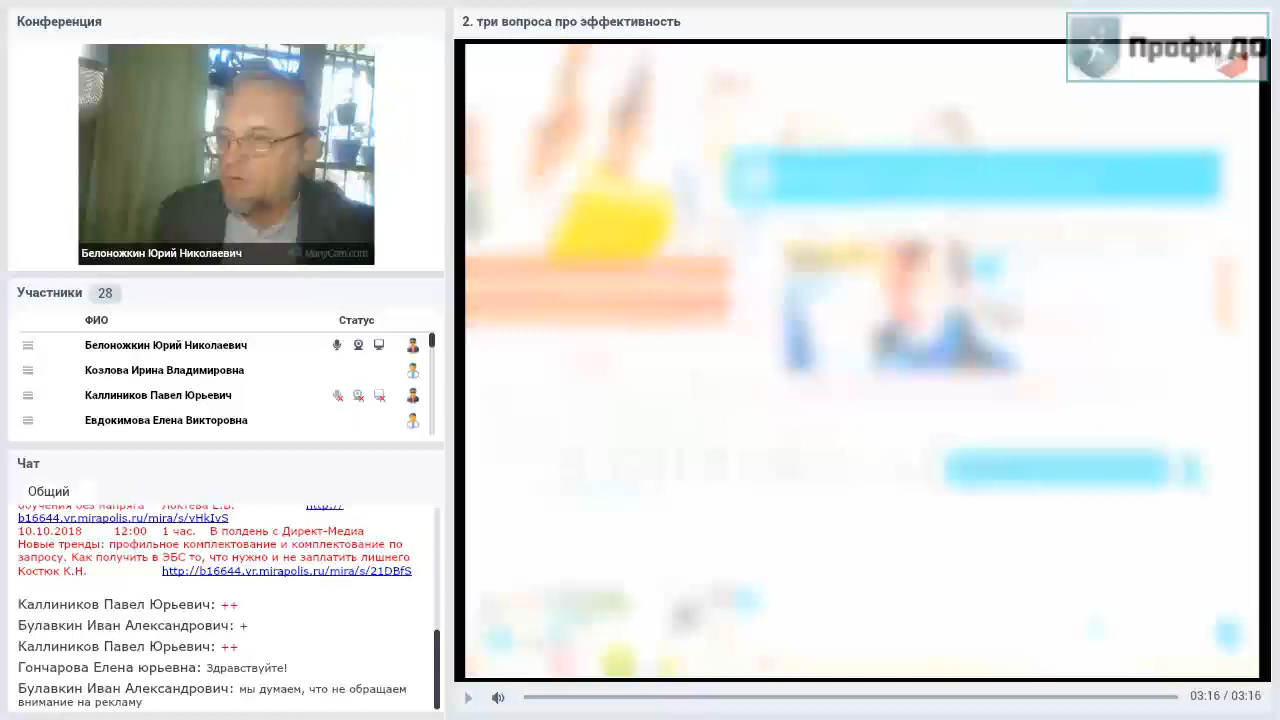 Конференция
2. три вопроса про эффективность
Профи ДО
Белоножкин Юрий Николаевич
ManyCam.com
Участники 28
ФИО Статус
Белоножкин Юрий Николаевич
Козлова Ирина Владимировна
Каллиников Павел Юрьевич
Евдокимова Елена Викторовна
Чат
Общий
обучения без напряга Локтева Е.В. http://
b16644.vr.mirapolis.ru/mira/s/vHkIvS
10.10.2018 12:00 1 час. В полдень с Директ-Медиа
Новые тренды: профильное комплектование и комплектование по
запросу. Как получить в ЭБС то, что нужно и не заплатить лишнего
Костюк К.Н. http://b16644.vr.mirapolis.ru/mira/s/21DBfS
Каллиников Павел Юрьевич: ++
Булавкин Иван Александрович: +
Каллиников Павел Юрьевич: ++
Гончарова Елена юрьевна: Здравствуйте!
Булавкин Иван Александрович: мы думаем, что не обращаем
внимание на рекламу
03:16 / 03:16